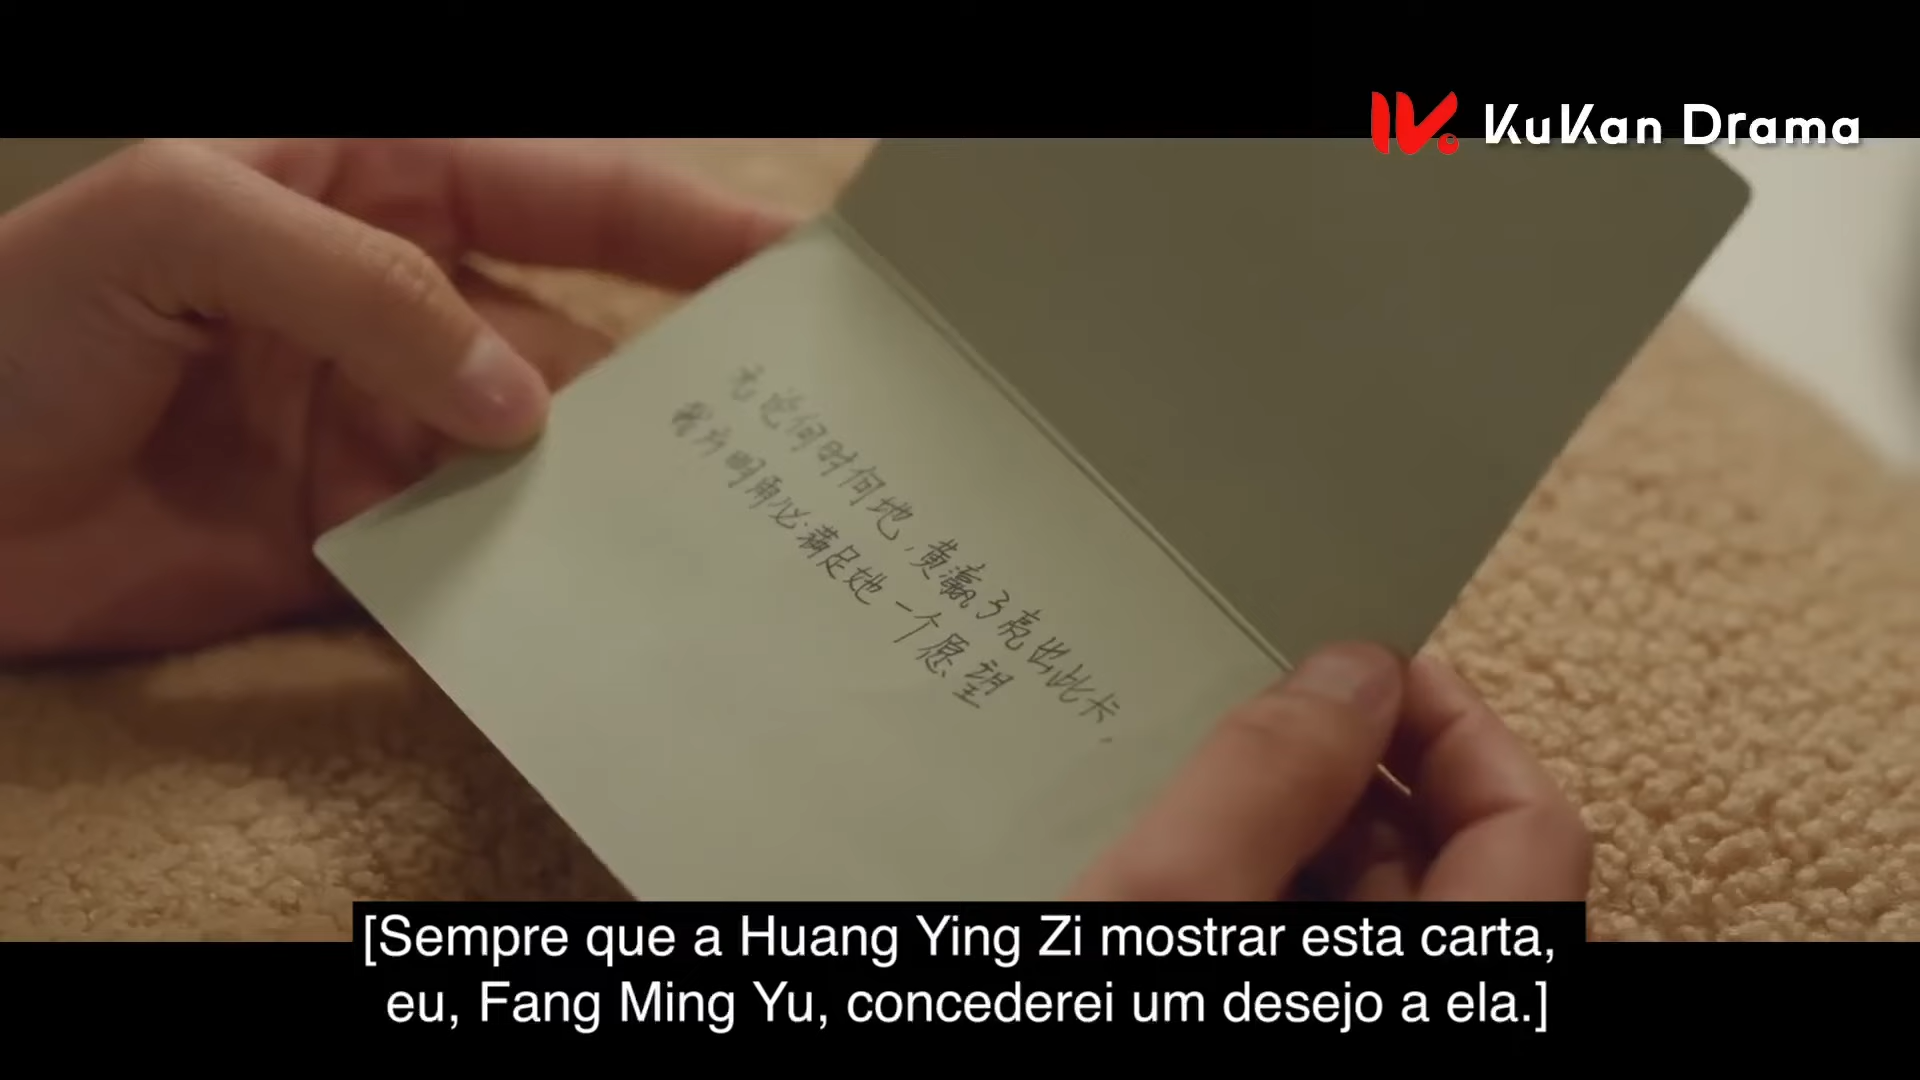 KuKan Drama
无论何时何地，黄瀛子亮出此卡，
我方明甬必满足她一个愿望
[Sempre que a Huang Ying Zi mostrar esta carta,
eu, Fang Ming Yu, concederei um desejo a ela.]